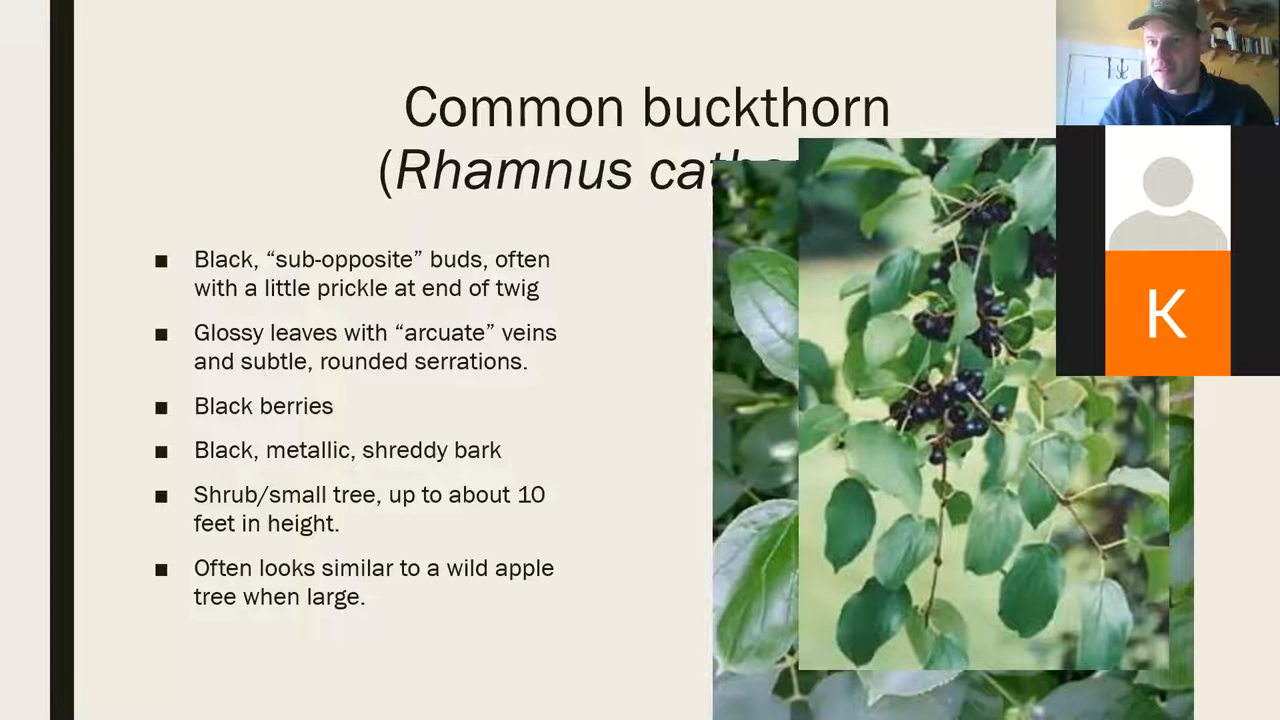 Common buckthorn
(Rhamnus
■ Black, “sub-opposite” buds, often
with a little prickle at end of twig
■ Glossy leaves with “arcuate” veins
and subtle, rounded serrations.
■ Black berries
■ Black, metallic, shreddy bark
■ Shrub/small tree, up to about 10
feet in height.
■ Often looks similar to a wild apple
tree when large.
K